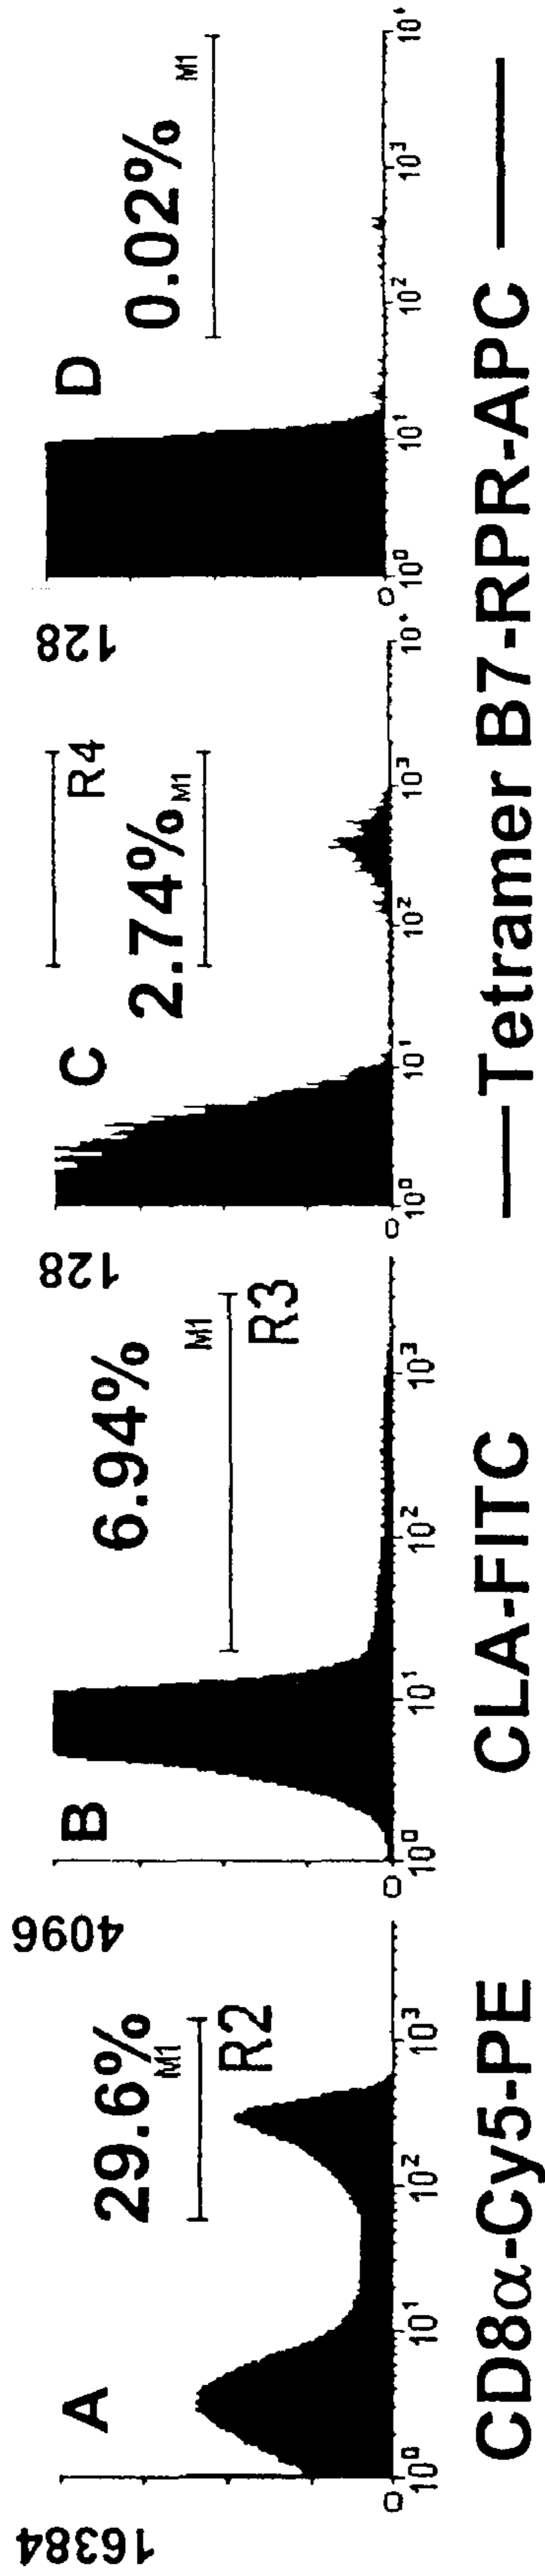 16384
A
29.6%
M1
R2
0
10⁰
10¹
10²
10³
CD8α-Cy5-PE
4096
B
6.94%
M1
R3
0
10⁰
10¹
10²
10³
CLA-FITC
128
C
R4
2.74%
M1
0
10⁰
10¹
10²
10³
10⁴
128
D
0.02%
M1
0
10⁰
10¹
10²
10³
10⁴
Tetramer B7-RPR-APC